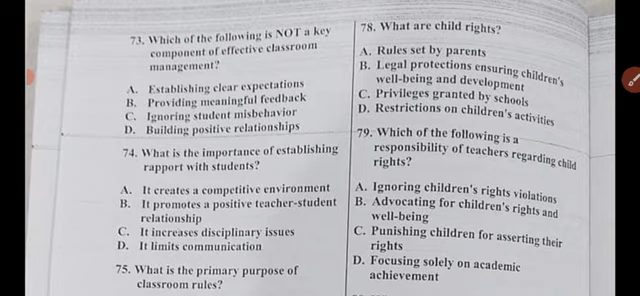 73. Which of the following is NOT a key
component of effective classroom
management?
A. Establishing clear expectations
B. Providing meaningful feedback
C. Ignoring student misbehavior
D. Building positive relationships
74. What is the importance of establishing
rapport with students?
A. It creates a competitive environment
B. It promotes a positive teacher-student
relationship
C. It increases disciplinary issues
D. It limits communication
75. What is the primary purpose of
classroom rules?
78. What are child rights?
A. Rules set by parents
B. Legal protections ensuring children's
well-being and development
C. Privileges granted by schools
D. Restrictions on children's activities
79. Which of the following is a
responsibility of teachers regarding child
rights?
A. Ignoring children's rights violations
B. Advocating for children's rights and
well-being
C. Punishing children for asserting their
rights
D. Focusing solely on academic
achievement